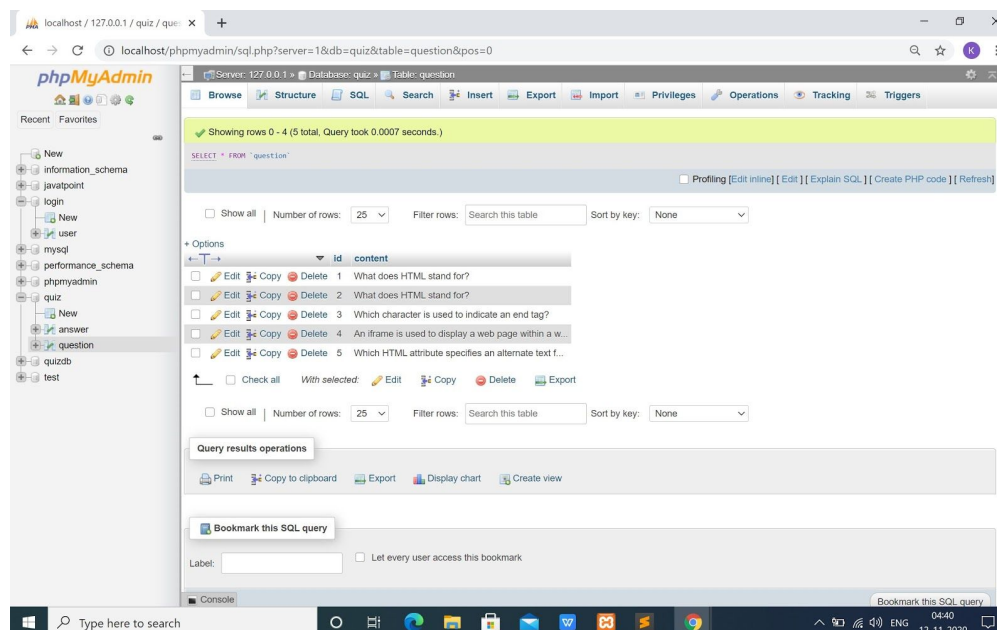 localhost / 127.0.0.1 / quiz / ques
localhost/phpmyadmin/sql.php?server=1&db=quiz&table=question&pos=0
K
phpMyAdmin
Recent Favorites
New
information_schema
javatpoint
login
New
user
mysql
performance_schema
phpmyadmin
quiz
New
answer
question
quizdb
test
Server: 127.0.0.1 » Database: quiz » Table: question
Browse Structure SQL Search Insert Export Import Privileges Operations Tracking Triggers
Showing rows 0 - 4 (5 total, Query took 0.0007 seconds.)
SELECT * FROM `question`
Profiling [Edit inline] [ Edit ] [ Explain SQL ] [ Create PHP code ] [ Refresh]
Show all | Number of rows: 25 Filter rows: Search this table Sort by key: None
+ Options
←T→ id content
Edit Copy Delete 1 What does HTML stand for?
Edit Copy Delete 2 What does HTML stand for?
Edit Copy Delete 3 Which character is used to indicate an end tag?
Edit Copy Delete 4 An iframe is used to display a web page within a w...
Edit Copy Delete 5 Which HTML attribute specifies an alternate text f...
Check all With selected: Edit Copy Delete Export
Show all | Number of rows: 25 Filter rows: Search this table Sort by key: None
Query results operations
Print Copy to clipboard Export Display chart Create view
Bookmark this SQL query
Label: Let every user access this bookmark
Console
Bookmark this SQL query
Type here to search
ENG
04:40
12-11-2020